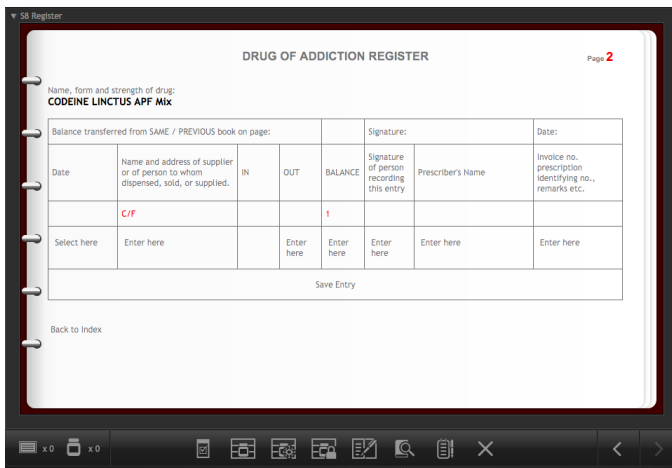 S8 Register
DRUG OF ADDICTION REGISTER
Page 2
Name, form and strength of drug:
CODEINE LINCTUS APF Mix
Balance transferred from SAME / PREVIOUS book on page:
Signature:
Date:
Date
Name and address of supplier
or of person to whom
dispensed, sold, or supplied.
IN
OUT
BALANCE
Signature
of person
recording
this entry
Prescriber's Name
Invoice no.
prescription
identifying no.,
remarks etc.
C/F
1
Select here
Enter here
Enter
here
Enter
here
Enter
here
Enter here
Enter here
Save Entry
Back to Index
x 0
x 0